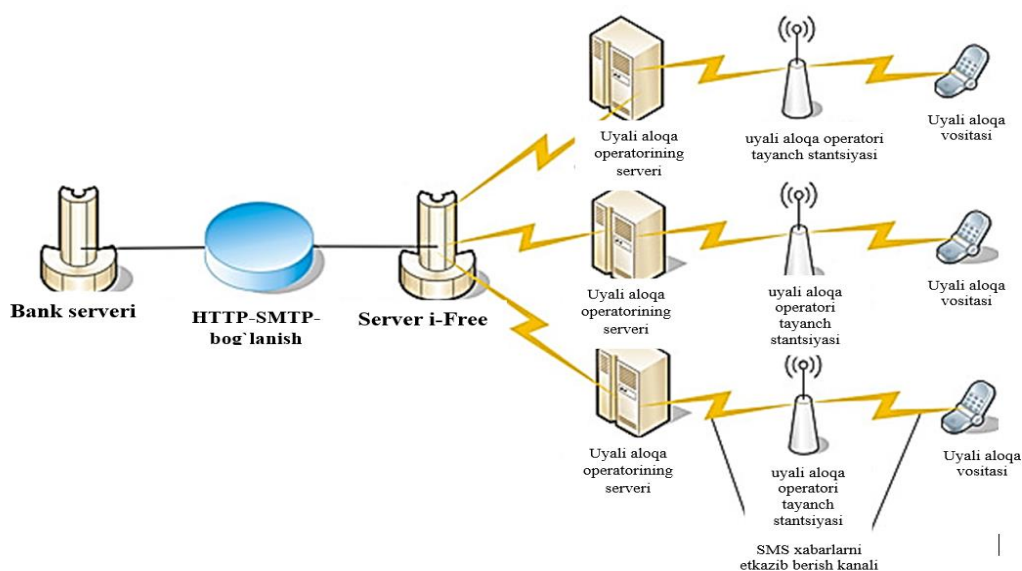 Uyali aloqa
operatorining
serveri
uyali aloqa operatori
tayanch stantsiyasi
Uyali aloqa
vositasi
Bank serveri
HTTP-SMTP-
bog`lanish
Server i-Free
Uyali aloqa
operatorining
serveri
uyali aloqa
operatori
tayanch
stantsiyasi
Uyali aloqa
vositasi
Uyali aloqa
operatorining
serveri
uyali aloqa
operatori
tayanch
stantsiyasi
Uyali aloqa
vositasi
SMS xabarlarni
etkazib berish kanali